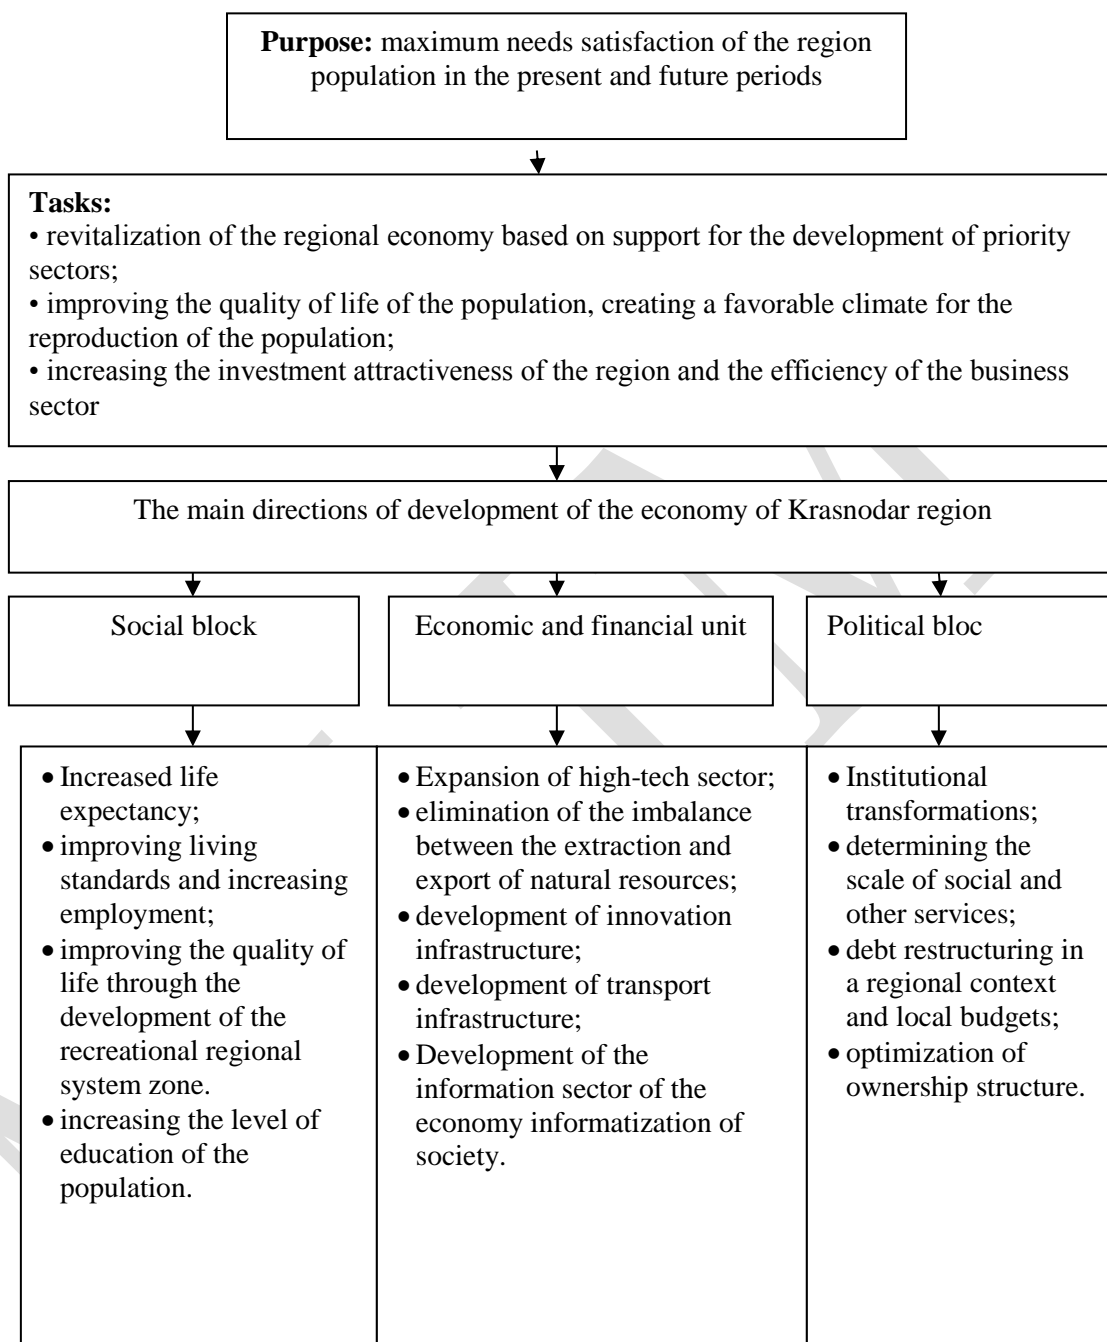 Purpose: maximum needs satisfaction of the region
population in the present and future periods
Tasks:
• revitalization of the regional economy based on support for the development of priority
sectors;
• improving the quality of life of the population, creating a favorable climate for the
reproduction of the population;
• increasing the investment attractiveness of the region and the efficiency of the business
sector
The main directions of development of the economy of Krasnodar region
Social block
Economic and financial unit
Political bloc
• Increased life
expectancy;
• improving living
standards and increasing
employment;
• improving the quality of
life through the
development of the
recreational regional
system zone.
• increasing the level of
education of the
population.
• Expansion of high-tech sector;
• elimination of the imbalance
between the extraction and
export of natural resources;
• development of innovation
infrastructure;
• development of transport
infrastructure;
• Development of the
information sector of the
economy informatization of
society.
• Institutional
transformations;
• determining the
scale of social and
other services;
• debt restructuring in
a regional context
and local budgets;
• optimization of
ownership structure.